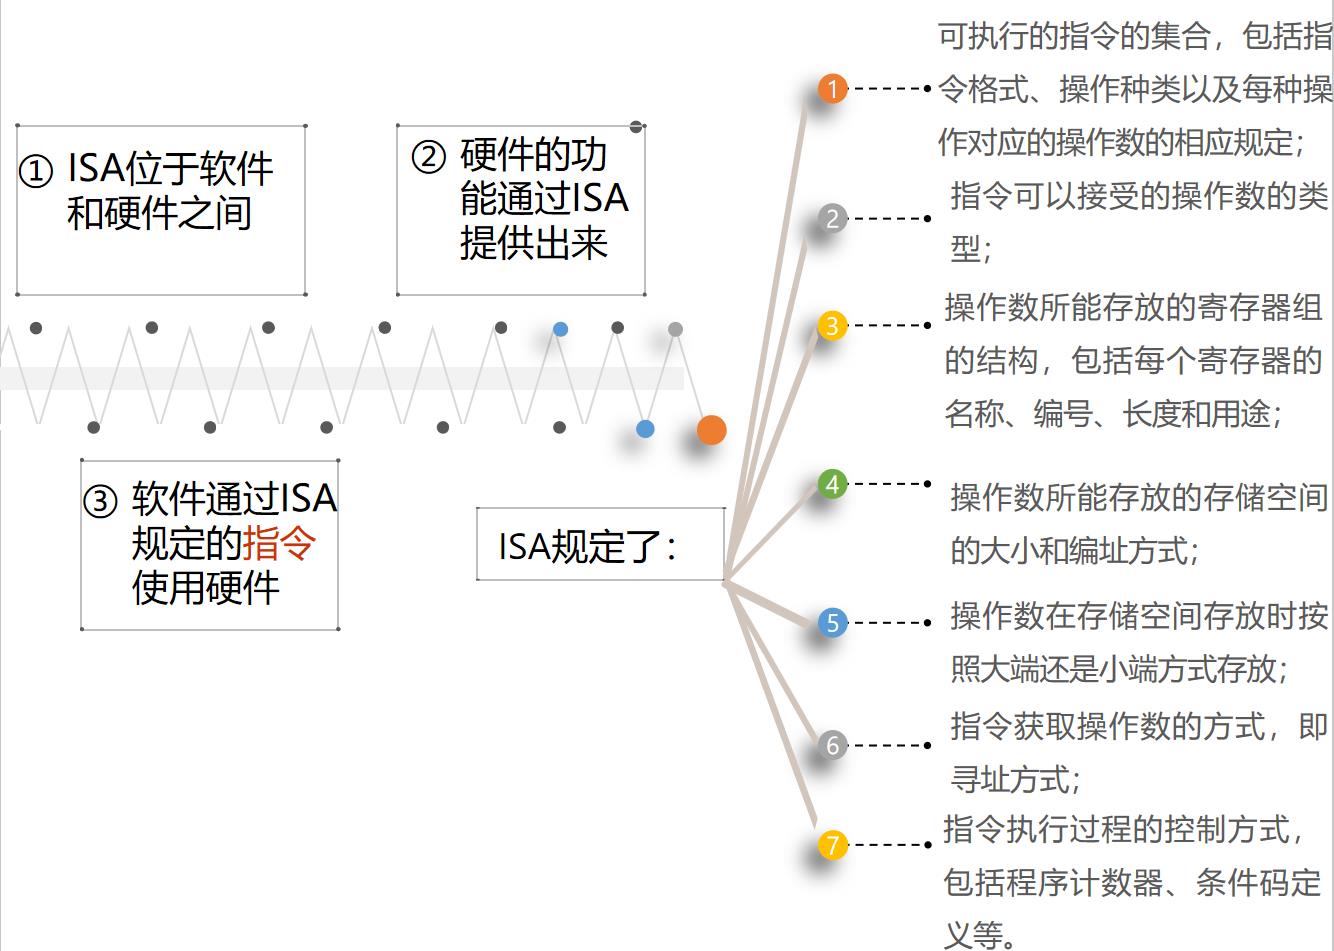 ① ISA位于软件
和硬件之间
② 硬件的功
能通过ISA
提供出来
③ 软件通过ISA
规定的指令
使用硬件
ISA规定了：
1
可执行的指令的集合，包括指
令格式、操作种类以及每种操
作对应的操作数的相应规定；
2
指令可以接受的操作数的类
型；
3
操作数所能存放的寄存器组
的结构，包括每个寄存器的
名称、编号、长度和用途；
4
操作数所能存放的存储空间
的大小和编址方式；
5
操作数在存储空间存放时按
照大端还是小端方式存放；
6
指令获取操作数的方式，即
寻址方式；
7
指令执行过程的控制方式，
包括程序计数器、条件码定
义等。